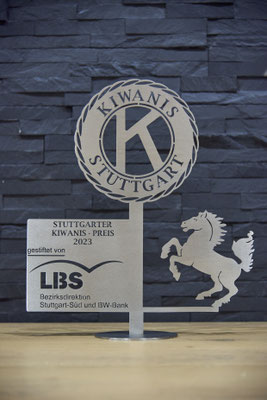 KIWANIS
K
STUTTGART
STUTTGARTER
KIWANIS - PREIS
2023
gestiftet von
LBS
Bezirksdirektion
Stuttgart-Süd und BW-Bank